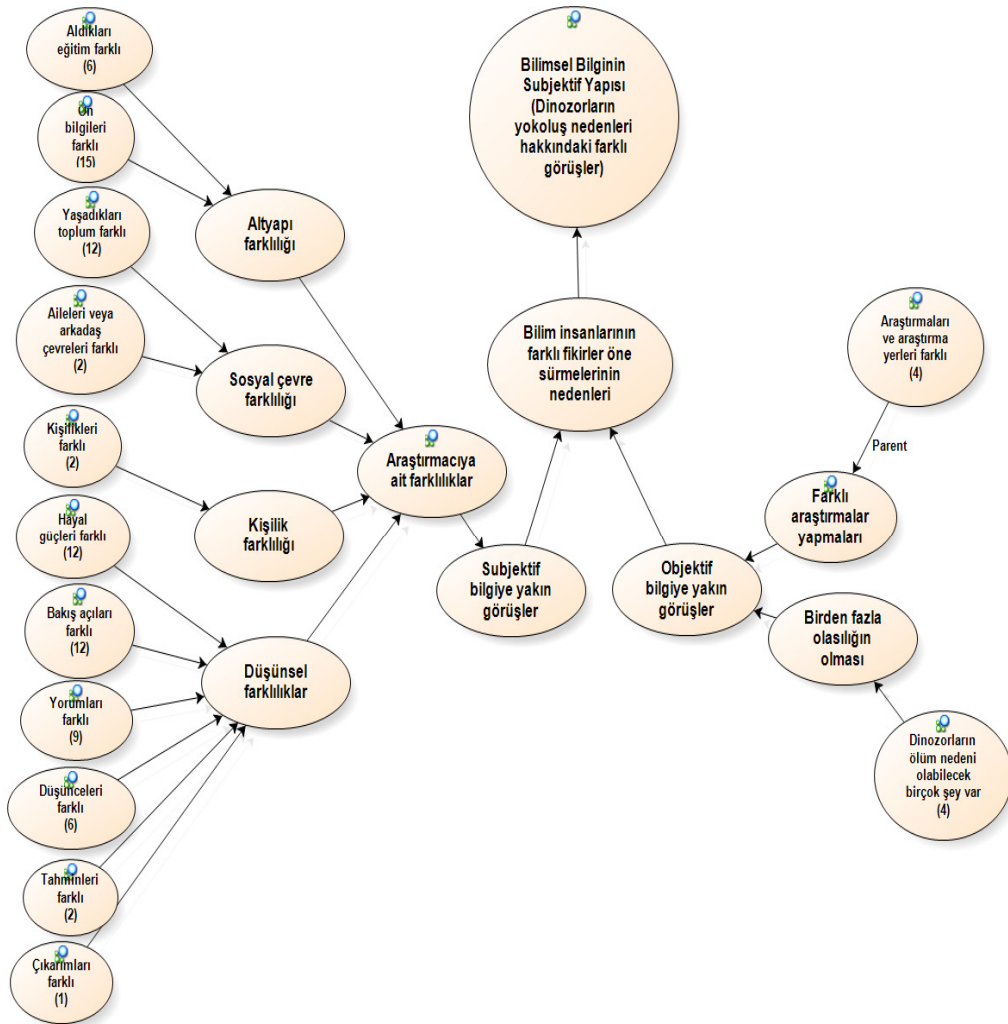 Aldıkları
eğitim farklı
(6)
Ön
bilgileri
farklı
(15)
Yaşadıkları
toplum farklı
(12)
Aileleri veya
arkadaş
çevreleri farklı
(2)
Kişilikleri
farklı
(2)
Hayal
güçleri farklı
(12)
Bakış açıları
farklı
(12)
Yorumları
farklı
(9)
Düşünceleri
farklı
(6)
Tahminleri
farklı
(2)
Çıkarımları
farklı
(1)
Altyapı
farklılığı
Sosyal çevre
farklılığı
Kişilik
farklılığı
Düşünsel
farklılıklar
Araştırmacıya
ait farklılıklar
Subjektif
bilgiye yakın
görüşler
Bilimsel Bilginin
Subjektif Yapısı
(Dinozorların
yokoluş nedenleri
hakkındaki farklı
görüşler)
Bilim insanlarının
farklı fikirler öne
sürmelerinin
nedenleri
Objektif
bilgiye yakın
görüşler
Araştırmaları
ve araştırma
yerleri farklı
(4)
Parent
Farklı
araştırmalar
yapmaları
Birden fazla
olasılığın
olması
Dinozorların
ölüm nedeni
olabilecek
birçok şey var
(4)